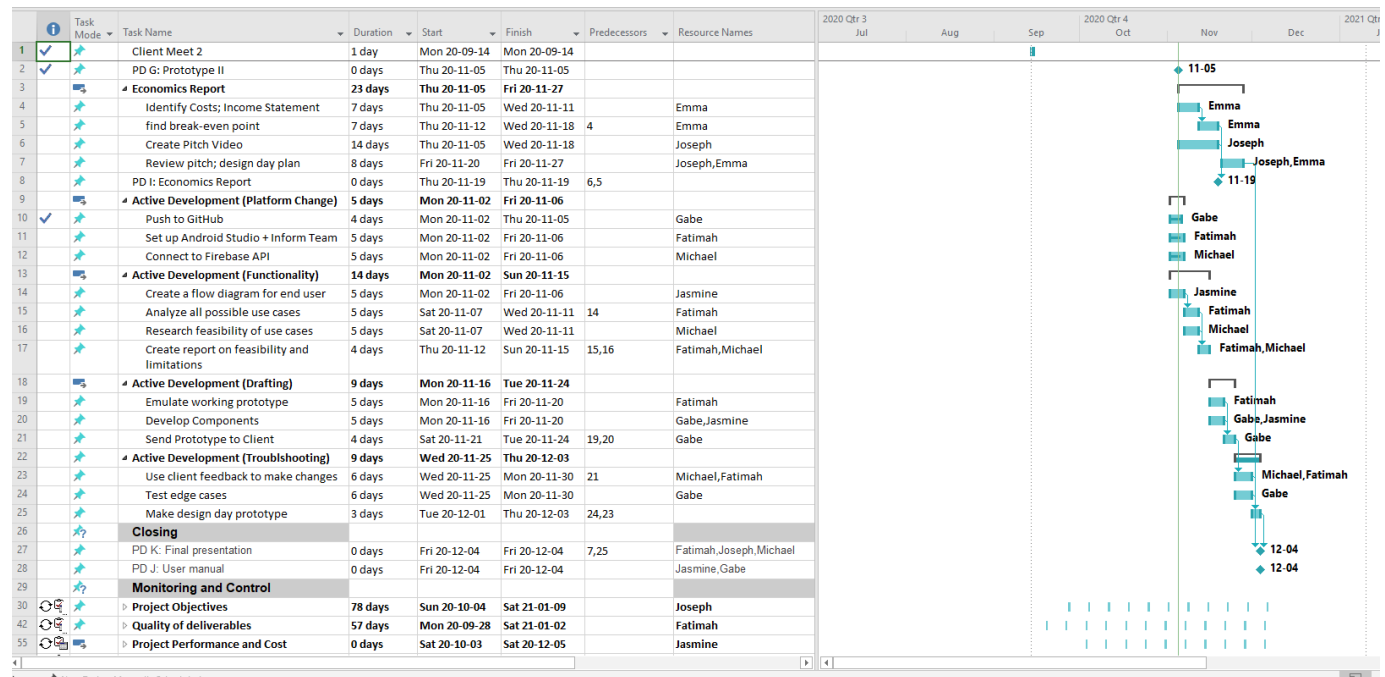 Task Mode Task Name Duration Start Finish Predecessors Resource Names
2020 Qtr 3 2020 Qtr 4 2021 Qtr
Jul Aug Sep Oct Nov Dec J
1 Client Meet 2 1 day Mon 20-09-14 Mon 20-09-14
2 PD G: Prototype II 0 days Thu 20-11-05 Thu 20-11-05 11-05
3 Economics Report 23 days Thu 20-11-05 Fri 20-11-27
4 Identify Costs; Income Statement 7 days Thu 20-11-05 Wed 20-11-11 Emma Emma
5 find break-even point 7 days Thu 20-11-12 Wed 20-11-18 4 Emma Emma
6 Create Pitch Video 14 days Thu 20-11-05 Wed 20-11-18 Joseph Joseph
7 Review pitch; design day plan 8 days Fri 20-11-20 Fri 20-11-27 Joseph,Emma Joseph,Emma
8 PD I: Economics Report 0 days Thu 20-11-19 Thu 20-11-19 6,5 11-19
9 Active Development (Platform Change) 5 days Mon 20-11-02 Fri 20-11-06
10 Push to GitHub 4 days Mon 20-11-02 Thu 20-11-05 Gabe Gabe
11 Set up Android Studio + Inform Team 5 days Mon 20-11-02 Fri 20-11-06 Fatimah Fatimah
12 Connect to Firebase API 5 days Mon 20-11-02 Fri 20-11-06 Michael Michael
13 Active Development (Functionality) 14 days Mon 20-11-02 Sun 20-11-15
14 Create a flow diagram for end user 5 days Mon 20-11-02 Fri 20-11-06 Jasmine Jasmine
15 Analyze all possible use cases 5 days Sat 20-11-07 Wed 20-11-11 14 Fatimah Fatimah
16 Research feasibility of use cases 5 days Sat 20-11-07 Wed 20-11-11 Michael Michael
17 Create report on feasibility and limitations 4 days Thu 20-11-12 Sun 20-11-15 15,16 Fatimah,Michael Fatimah,Michael
18 Active Development (Drafting) 9 days Mon 20-11-16 Tue 20-11-24
19 Emulate working prototype 5 days Mon 20-11-16 Fri 20-11-20 Fatimah Fatimah
20 Develop Components 5 days Mon 20-11-16 Fri 20-11-20 Gabe,Jasmine Gabe,Jasmine
21 Send Prototype to Client 4 days Sat 20-11-21 Tue 20-11-24 19,20 Gabe Gabe
22 Active Development (Troublshooting) 9 days Wed 20-11-25 Thu 20-12-03
23 Use client feedback to make changes 6 days Wed 20-11-25 Mon 20-11-30 21 Michael,Fatimah Michael,Fatimah
24 Test edge cases 6 days Wed 20-11-25 Mon 20-11-30 Gabe Gabe
25 Make design day prototype 3 days Tue 20-12-01 Thu 20-12-03 24,23
26 Closing
27 PD K: Final presentation 0 days Fri 20-12-04 Fri 20-12-04 7,25 Fatimah,Joseph,Michael 12-04
28 PD J: User manual 0 days Fri 20-12-04 Fri 20-12-04 Jasmine,Gabe 12-04
29 Monitoring and Control
30 Project Objectives 78 days Sun 20-10-04 Sat 21-01-09 Joseph
42 Quality of deliverables 57 days Mon 20-09-28 Sat 21-01-02 Fatimah
55 Project Performance and Cost 0 days Sat 20-10-03 Sat 20-12-05 Jasmine